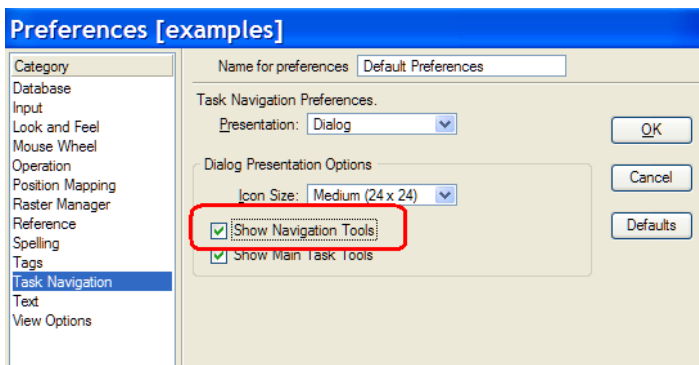 Preferences [examples]
Category
Database
Input
Look and Feel
Mouse Wheel
Operation
Position Mapping
Raster Manager
Reference
Spelling
Tags
Task Navigation
Text
View Options
Name for preferences Default Preferences
Task Navigation Preferences.
Presentation: Dialog
Dialog Presentation Options
Icon Size: Medium (24 x 24)
Show Navigation Tools
Show Main Task Tools
OK
Cancel
Defaults